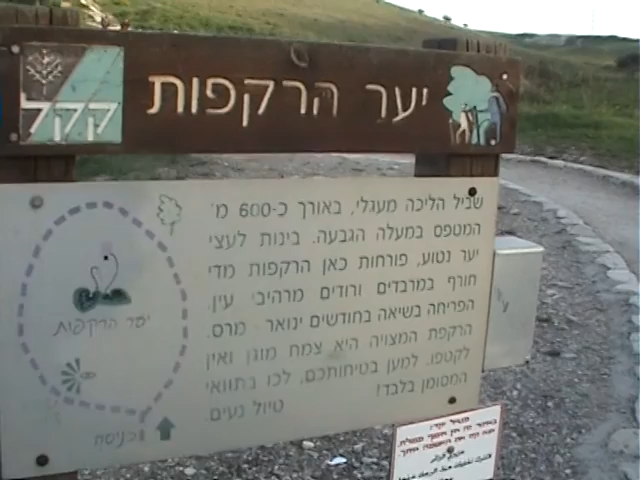 קקל
יער הרקפות
שביל הליכה מעגלי, באורך כ-600 מ'
המטפס במעלה הגבעה. בינות לעצי
יער נטוע, פורחות כאן הרקפות מדי
חורף במרבדים ורודים מרהיבי עין.
הפריחה בשיאה בחודשים ינואר מרס.
הרקפת המצויה היא צמח מוגן ואין
לקטפו. למען בטיחותכם, לכו בתוואי
המסומן בלבד!
טיול נעים.
יער הרקפות
כניסה